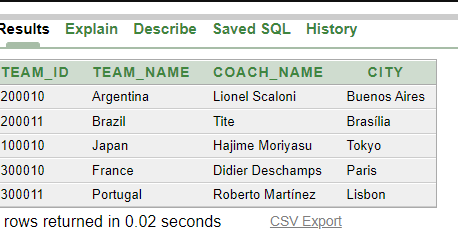 Results Explain Describe Saved SQL History
TEAM_ID TEAM_NAME COACH_NAME CITY
200010 Argentina Lionel Scaloni Buenos Aires
200011 Brazil Tite Brasília
100010 Japan Hajime Moriyasu Tokyo
300010 France Didier Deschamps Paris
300011 Portugal Roberto Martínez Lisbon
rows returned in 0.02 seconds CSV Export